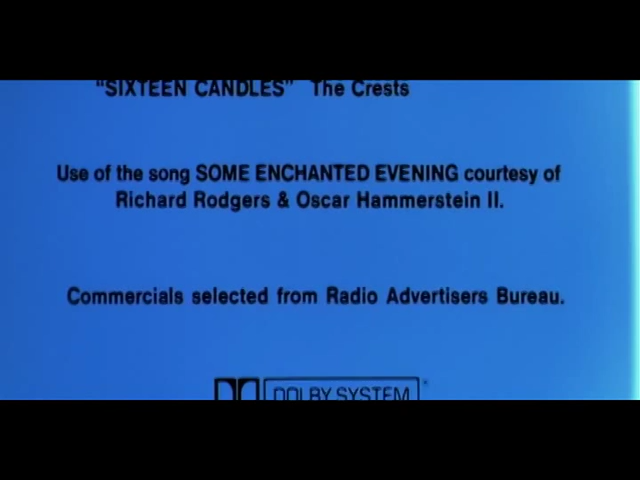 "SIXTEEN CANDLES" The Crests
Use of the song SOME ENCHANTED EVENING courtesy of
Richard Rodgers & Oscar Hammerstein II.
Commercials selected from Radio Advertisers Bureau.
DOLBY SYSTEM